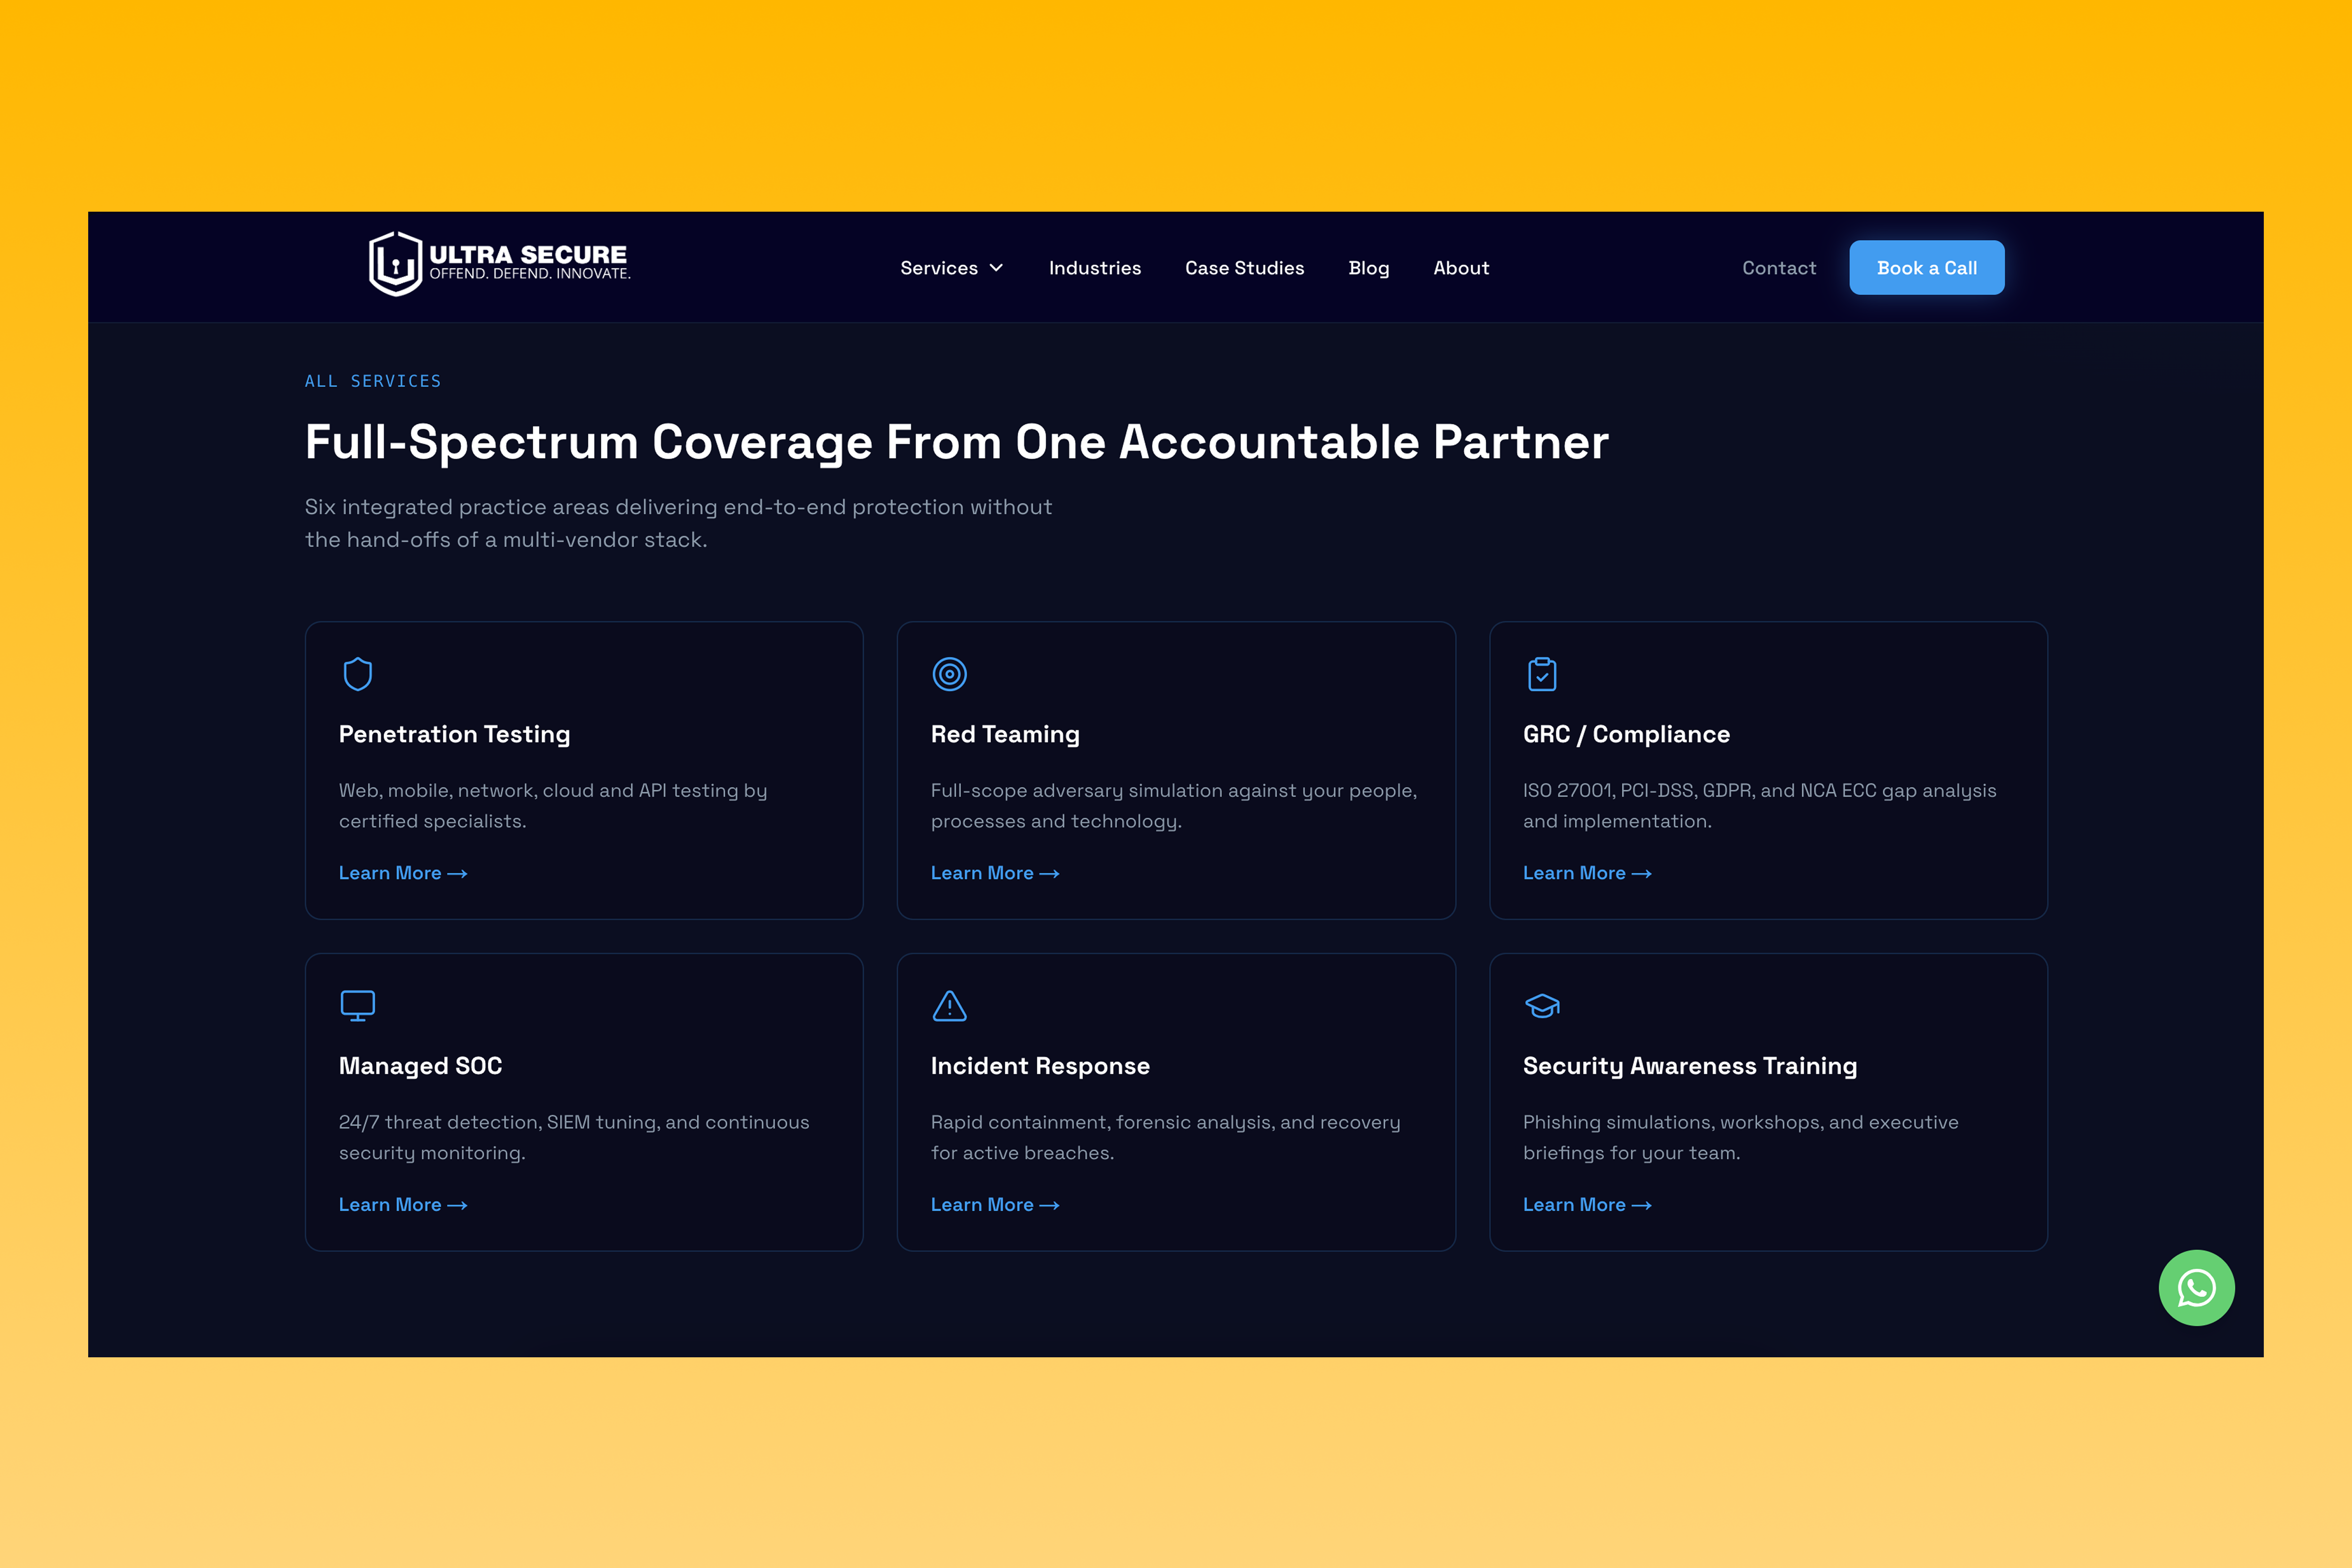 ULTRA SECURE
OFFEND. DEFEND. INNOVATE.
Services
Industries
Case Studies
Blog
About
Contact
Book a Call
ALL SERVICES
Full-Spectrum Coverage From One Accountable Partner
Six integrated practice areas delivering end-to-end protection without
the hand-offs of a multi-vendor stack.
Penetration Testing
Web, mobile, network, cloud and API testing by
certified specialists.
Learn More →
Red Teaming
Full-scope adversary simulation against your people,
processes and technology.
Learn More →
GRC / Compliance
ISO 27001, PCI-DSS, GDPR, and NCA ECC gap analysis
and implementation.
Learn More →
Managed SOC
24/7 threat detection, SIEM tuning, and continuous
security monitoring.
Learn More →
Incident Response
Rapid containment, forensic analysis, and recovery
for active breaches.
Learn More →
Security Awareness Training
Phishing simulations, workshops, and executive
briefings for your team.
Learn More →